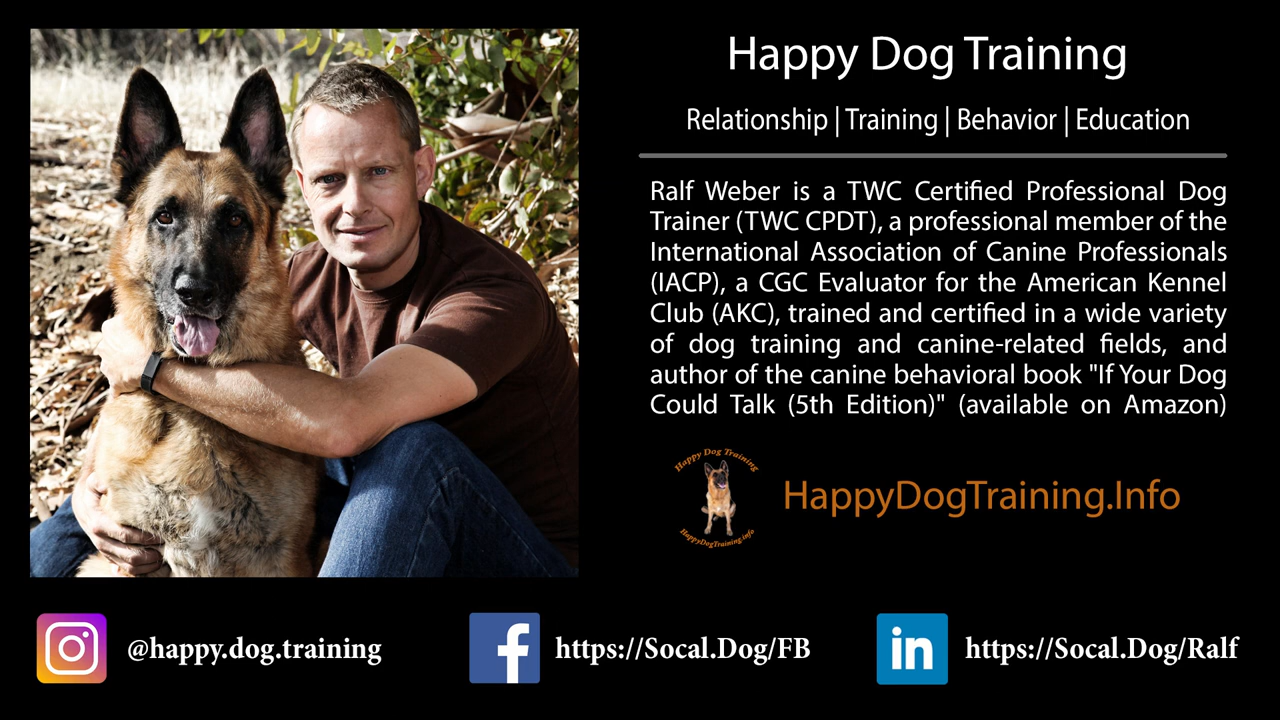 Happy Dog Training
Relationship | Training | Behavior | Education
Ralf Weber is a TWC Certified Professional Dog
Trainer (TWC CPDT), a professional member of the
International Association of Canine Professionals
(IACP), a CGC Evaluator for the American Kennel
Club (AKC), trained and certified in a wide variety
of dog training and canine-related fields, and
author of the canine behavioral book "If Your Dog
Could Talk (5th Edition)" (available on Amazon)
Happy Dog Training
HappyDogTraining.info
HappyDogTraining.Info
@happy.dog.training
f
https://Socal.Dog/FB
in
https://Socal.Dog/Ralf